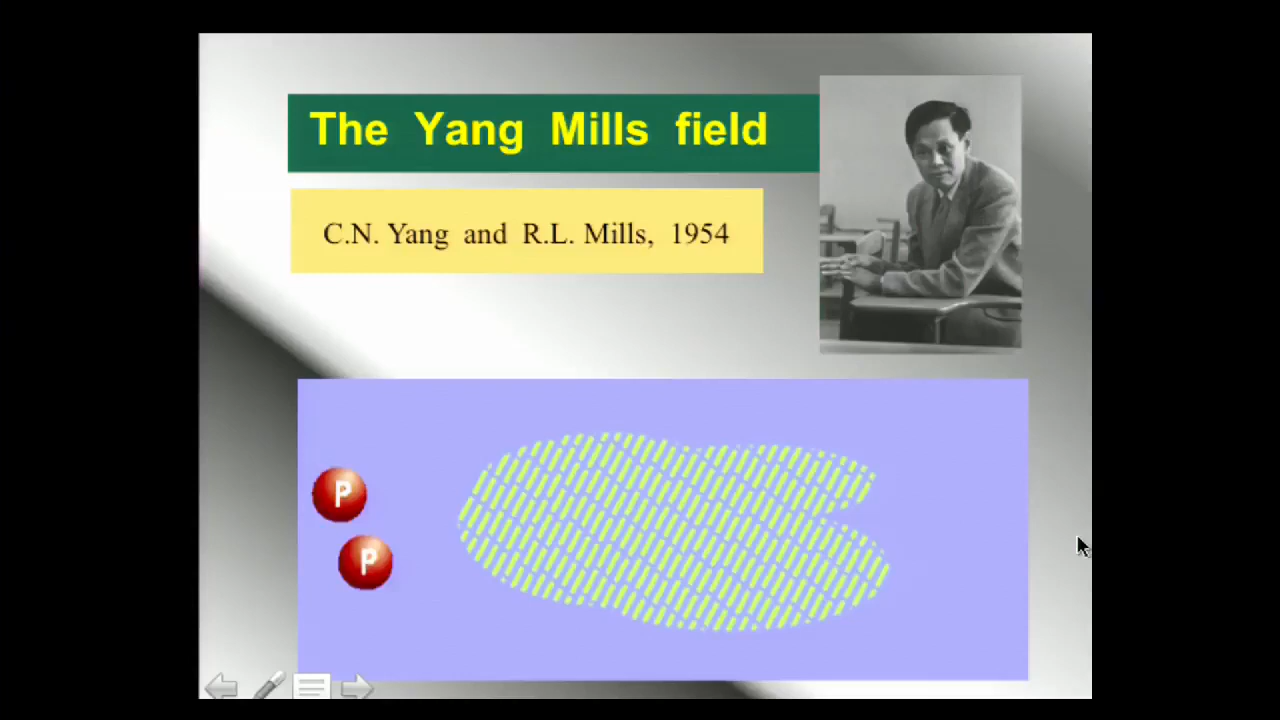 The Yang Mills field
C.N. Yang and R.L. Mills, 1954
P
P